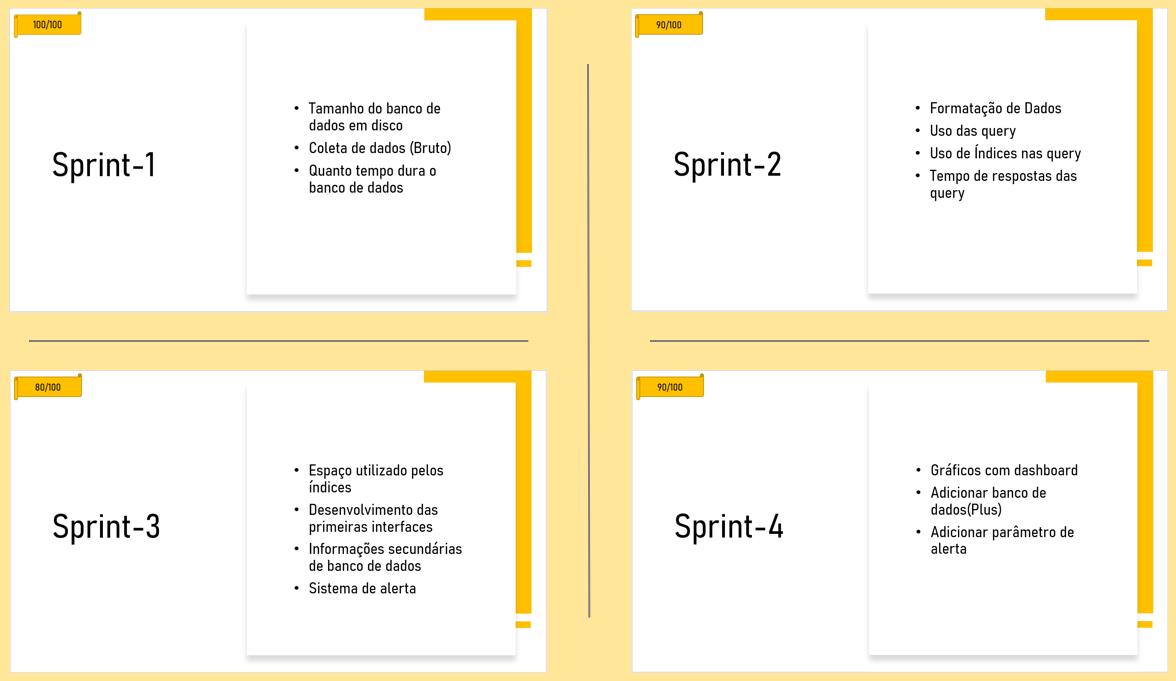 100/100
Sprint-1
• Tamanho do banco de
dados em disco
• Coleta de dados (Bruto)
• Quanto tempo dura o
banco de dados
90/100
Sprint-2
• Formatação de Dados
• Uso das query
• Uso de Índices nas query
• Tempo de respostas das
query
80/100
Sprint-3
• Espaço utilizado pelos
índices
• Desenvolvimento das
primeiras interfaces
• Informações secundárias
de banco de dados
• Sistema de alerta
90/100
Sprint-4
• Gráficos com dashboard
• Adicionar banco de
dados(Plus)
• Adicionar parâmetro de
alerta